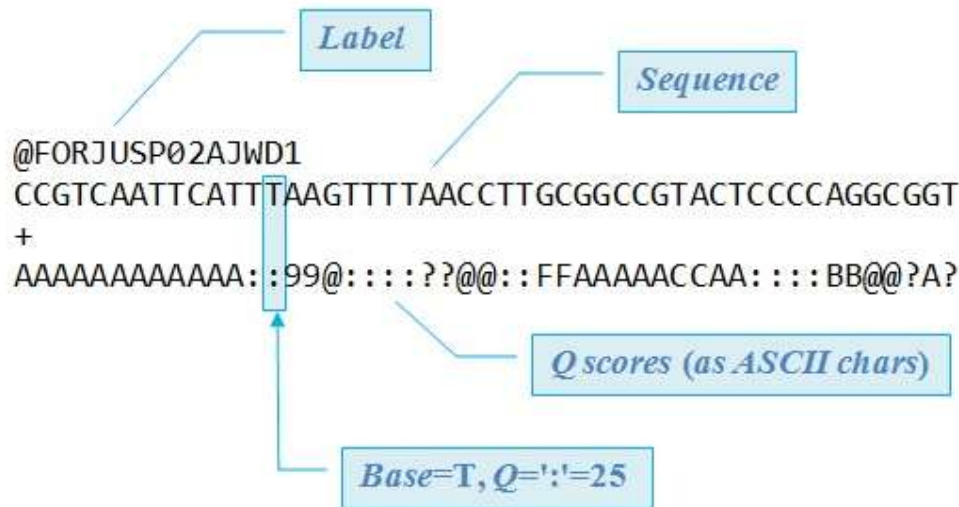 Label
Sequence
@FORJUSP02AJWD1
CCGTCAATTCATTTAAGTTTTAACCTTGCGGCCGTACTCCCCAGGCGGT
+
AAAAAAAAAAAA::99@::::??@@::FFAAAAACCAA::::BB@@?A?
Q scores (as ASCII chars)
Base=T, Q=':'=25